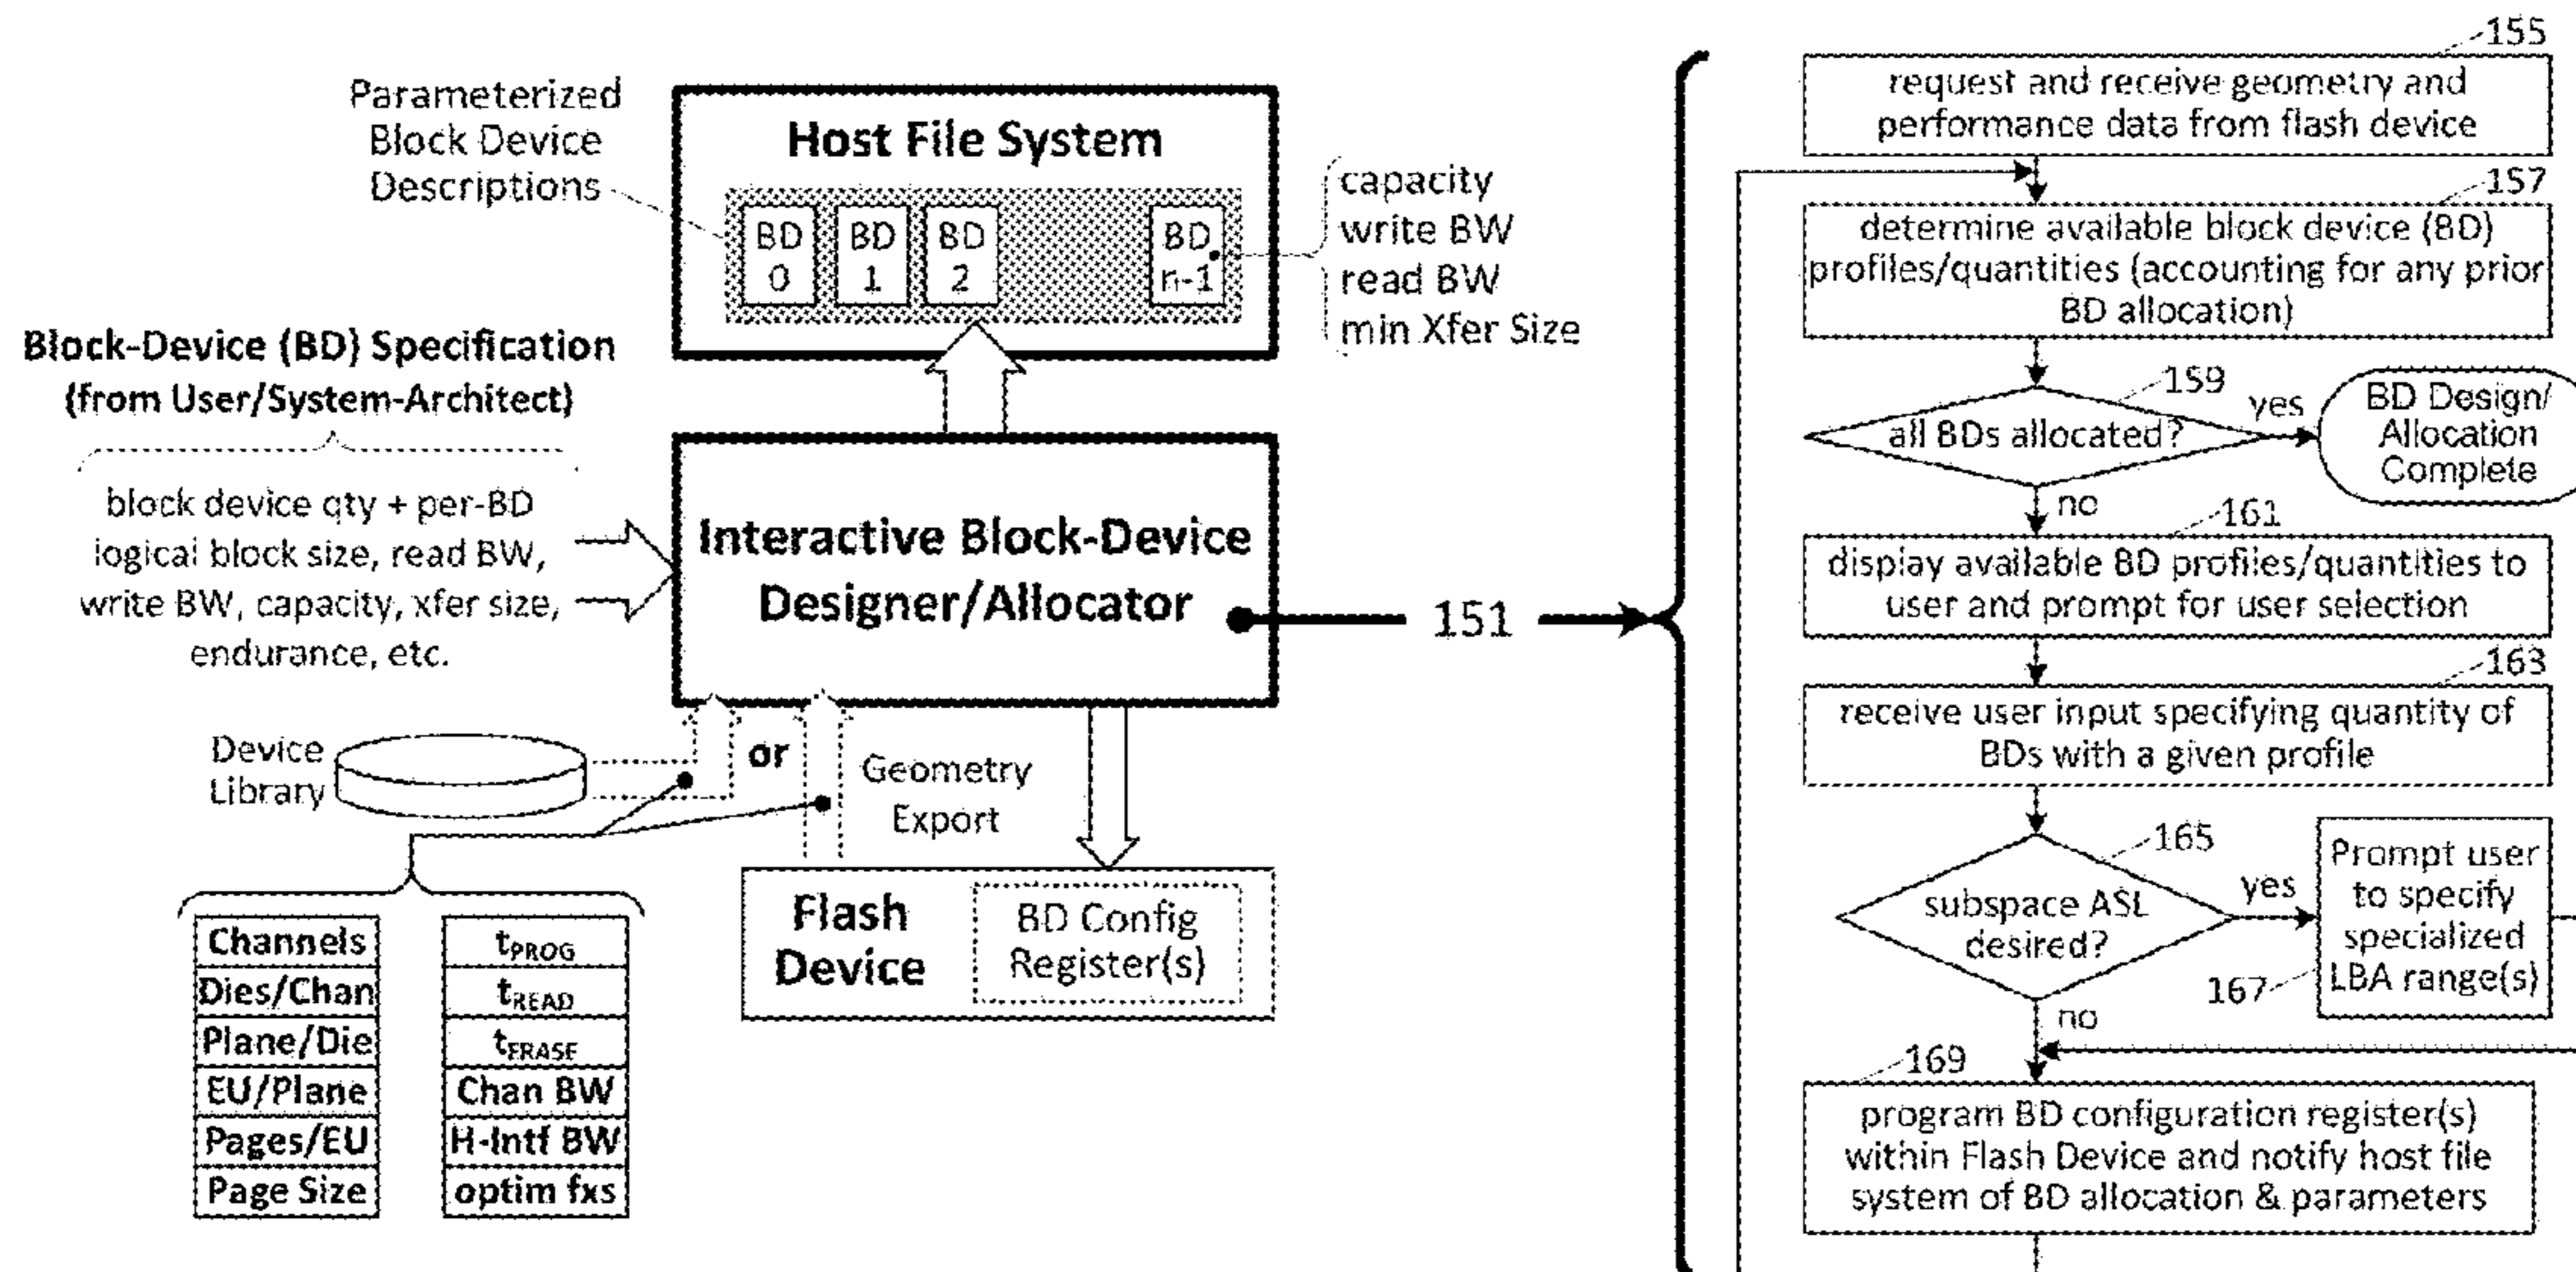 Parameterized
Block Device
Descriptions
Host File System
BD
0
BD
1
BD
2
BD
n-1
capacity
write BW
read BW
min Xfer Size
Block-Device (BD) Specification
(from User/System-Architect)
block device qty + per-BD
logical block size, read BW,
write BW, capacity, xfer size,
endurance, etc.
Interactive Block-Device
Designer/Allocator
151
Device
Library
or
Geometry
Export
Flash
Device
BD Config
Register(s)
Channels
Dies/Chan
Plane/Die
EU/Plane
Pages/EU
Page Size
tPROG
tREAD
tERASE
Chan BW
H-Intf BW
optim fxs
155
request and receive geometry and
performance data from flash device
157
determine available block device (BD)
profiles/quantities (accounting for any prior
BD allocation)
159
all BDs allocated?
yes
BD Design/
Allocation
Complete
no
161
display available BD profiles/quantities to
user and prompt for user selection
163
receive user input specifying quantity of
BDs with a given profile
165
subspace ASL
desired?
yes
Prompt user
to specify
specialized
LBA range(s)
167
no
169
program BD configuration register(s)
within Flash Device and notify host file
system of BD allocation & parameters